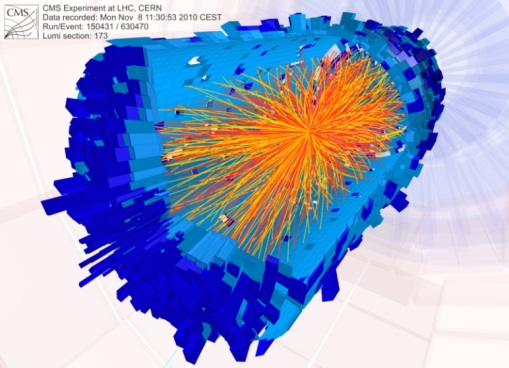 CMS
CMS Experiment at LHC, CERN
Data recorded: Mon Nov 8 11:30:53 2010 CEST
Run/Event: 150431 / 630470
Lumi section: 173